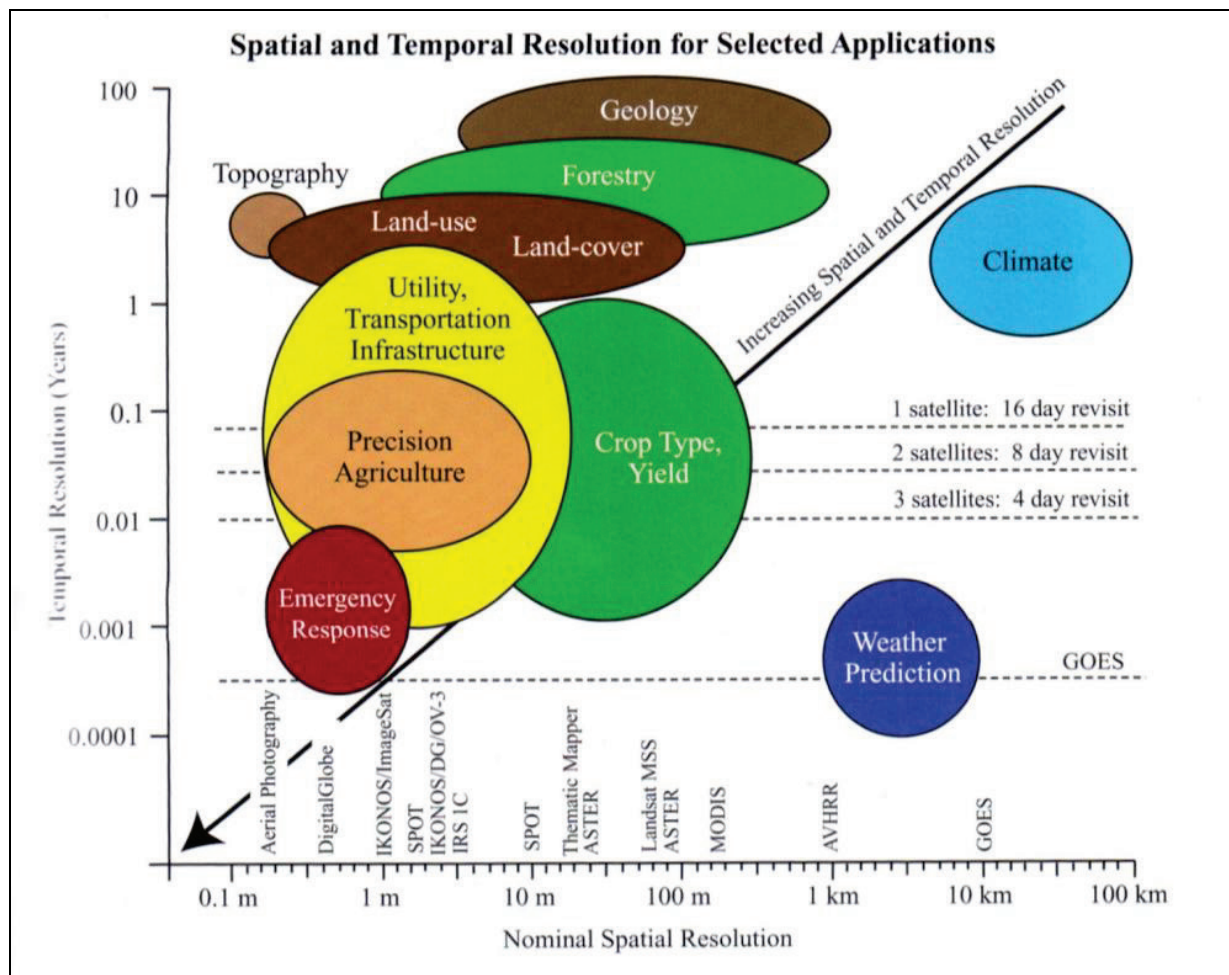 Spatial and Temporal Resolution for Selected Applications
100
10
1
0.1
0.01
0.001
0.0001
Temporal Resolution (Years)
Geology
Forestry
Topography
Land-use
Land-cover
Utility,
Transportation
Infrastructure
Precision
Agriculture
Crop Type,
Yield
Emergency
Response
Climate
Weather
Prediction
Increasing Spatial and Temporal Resolution
1 satellite: 16 day revisit
2 satellites: 8 day revisit
3 satellites: 4 day revisit
GOES
Aerial Photography
DigitalGlobe
IKONOS/ImageSat
SPOT
IKONOS/DG/OV-3
IRS 1C
SPOT
Thematic Mapper
ASTER
Landsat MSS
ASTER
MODIS
AVHRR
GOES
0.1 m
1 m
10 m
100 m
1 km
10 km
100 km
Nominal Spatial Resolution